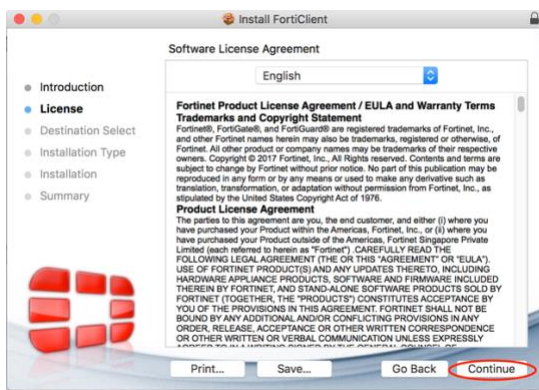 Install FortiClient
Software License Agreement
English
Introduction
License
Destination Select
Installation Type
Installation
Summary
Fortinet Product License Agreement / EULA and Warranty Terms
Trademarks and Copyright Statement
Fortinet®, FortiGate®, and FortiGuard® are registered trademarks of Fortinet, Inc.,
and other Fortinet names herein may also be trademarks, registered or otherwise, of
Fortinet. All other product or company names may be trademarks of their respective
owners. Copyright © 2017 Fortinet, Inc., All Rights reserved. Contents and terms are
subject to change by Fortinet without prior notice. No part of this publication may be
reproduced in any form or by any means or used to make any derivative such as
translation, transformation, or adaptation without permission from Fortinet, Inc., as
stipulated by the United States Copyright Act of 1976.
Product License Agreement
The parties to this agreement are you, the end customer, and either (i) where you
have purchased your Product within the Americas, Fortinet, Inc., or (ii) where you
have purchased your Product outside of the Americas, Fortinet Singapore Private
Limited (each referred to herein as "Fortinet") .CAREFULLY READ THE
FOLLOWING LEGAL AGREEMENT (THE OR THIS "AGREEMENT" OR "EULA").
USE OF FORTINET PRODUCT(S) AND ANY UPDATES THERETO, INCLUDING
HARDWARE APPLIANCE PRODUCTS, SOFTWARE AND FIRMWARE INCLUDED
THEREIN BY FORTINET, AND STAND-ALONE SOFTWARE PRODUCTS SOLD BY
FORTINET (TOGETHER, THE "PRODUCTS") CONSTITUTES ACCEPTANCE BY
YOU OF THE PROVISIONS IN THIS AGREEMENT. FORTINET SHALL NOT BE
BOUND BY ANY ADDITIONAL AND/OR CONFLICTING PROVISIONS IN ANY
ORDER, RELEASE, ACCEPTANCE OR OTHER WRITTEN CORRESPONDENCE
OR OTHER WRITTEN OR VERBAL COMMUNICATION UNLESS EXPRESSLY
Print...
Save...
Go Back
Continue